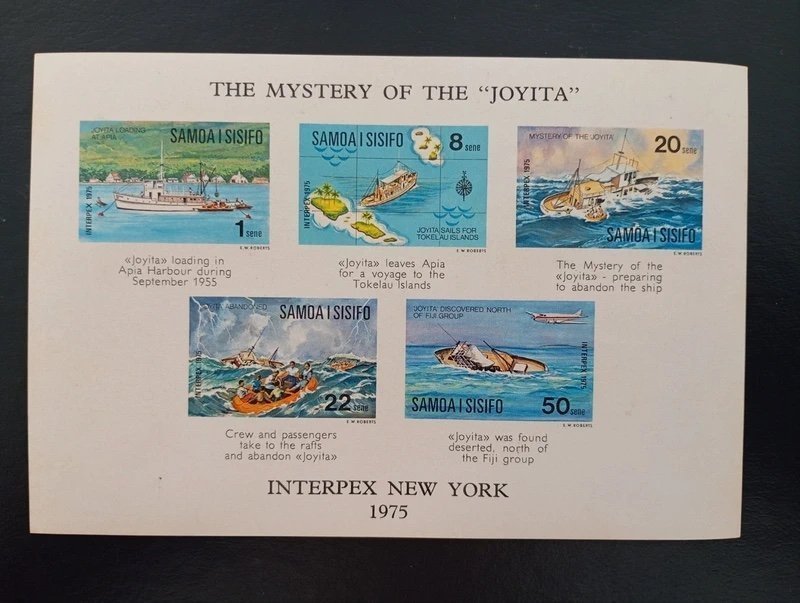 THE MYSTERY OF THE "JOYITA"
JOYITA LOADING
AT APIA
SAMOA I SISIFO
INTERPEX 1975
1 sene
E.W. ROBERTS
«Joyita» loading in
Apia Harbour during
September 1955
SAMOA I SISIFO
8 sene
INTERPEX 1975
JOYITA SAILS FOR
TOKELAU ISLANDS
E.W. ROBERTS
«Joyita» leaves Apia
for a voyage to the
Tokelau Islands
MYSTERY OF THE 'JOYITA'
20 sene
INTERPEX 1975
SAMOA I SISIFO
E.W. ROBERTS
The Mystery of the
«Joyita» - preparing
to abandon the ship
ABANDONED
SAMOA I SISIFO
INTERPEX 1975
22 sene
E.W. ROBERTS
Crew and passengers
take to the rafts
and abandon «Joyita»
'JOYITA' DISCOVERED NORTH
OF FIJI GROUP
INTERPEX 1975
SAMOA I SISIFO
50 sene
E.W. ROBERTS
«Joyita» was found
deserted, north of
the Fiji group
INTERPEX NEW YORK
1975